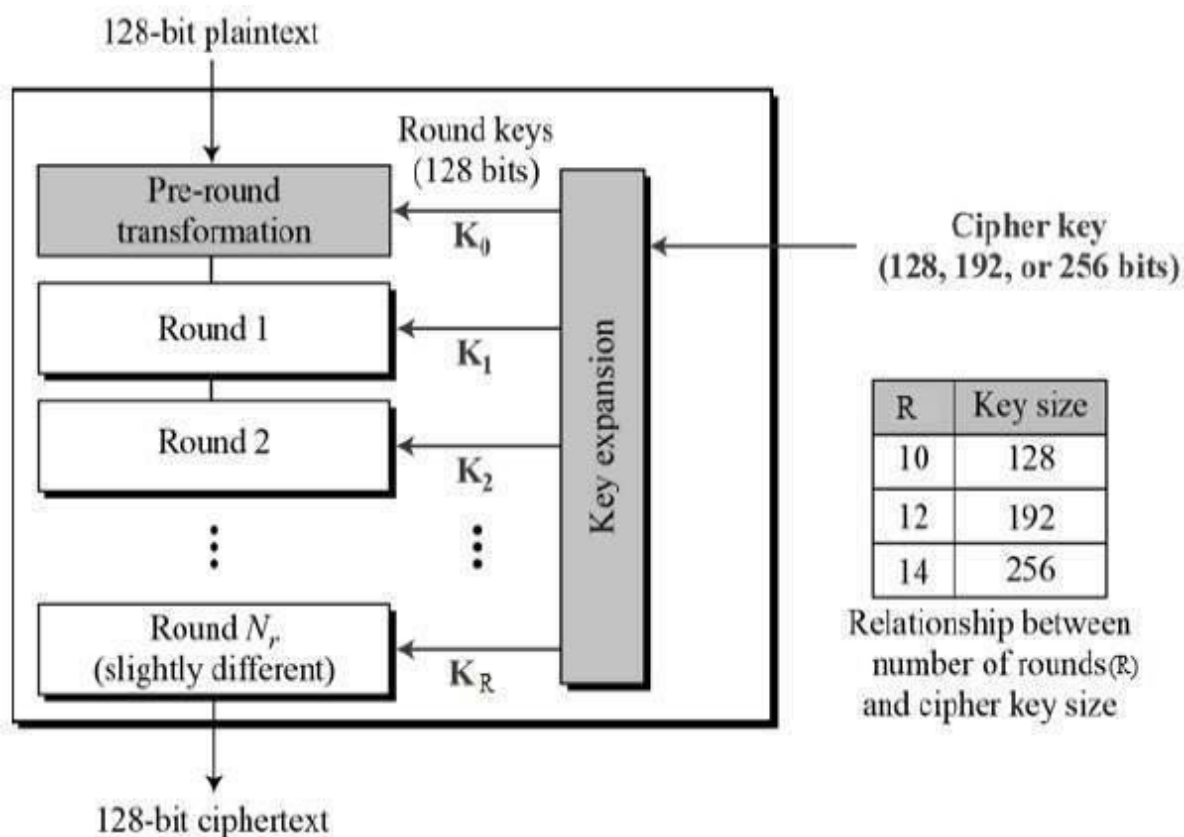 128-bit plaintext
Round keys
(128 bits)
Pre-round
transformation
K0
Cipher key
(128, 192, or 256 bits)
Round 1
K1
Round 2
K2
Key expansion
R Key size
10 128
12 192
14 256
Relationship between
number of rounds(R)
and cipher key size
Round Nr
(slightly different)
KR
128-bit ciphertext